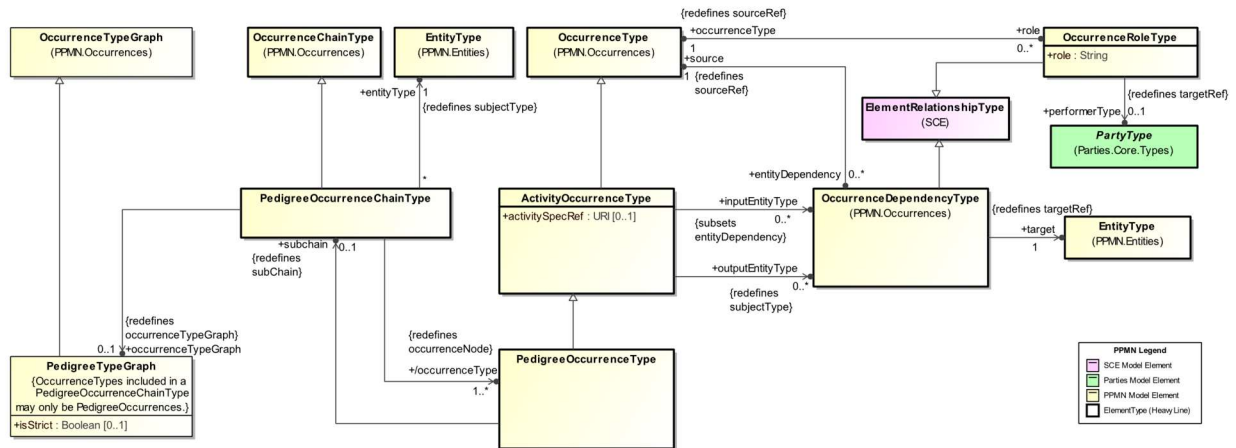 {redefines sourceRef}
OccurrenceTypeGraph
(PPMN.Occurrences)
OccurrenceChainType
(PPMN.Occurrences)
EntityType
(PPMN.Entities)
OccurrenceType
(PPMN.Occurrences)
+occurrenceType
1
+role
0..*
OccurrenceRoleType
+role : String
+source
1
{redefines
sourceRef}
+entityType
1
{redefines subjectType}
ElementRelationshipType
(SCE)
{redefines targetRef}
+performerType
0..1
PartyType
(Parties.Core.Types)
*
+entityDependency
0..*
PedigreeOccurrenceChainType
ActivityOccurrenceType
+activitySpecRef : URI [0..1]
+inputEntityType
0..*
{subsets
entityDependency}
OccurrenceDependencyType
(PPMN.Occurrences)
{redefines targetRef}
+target
1
EntityType
(PPMN.Entities)
+subchain
0..1
{redefines
subChain}
+outputEntityType
0..*
{redefines
subjectType}
{redefines
occurrenceTypeGraph}
0..1
+occurrenceTypeGraph
{redefines
occurrenceNode}
+/occurrenceType
1..*
PedigreeOccurrenceType
PedigreeTypeGraph
{OccurrenceTypes included in a
PedigreeOccurrenceChainType
may only be PedigreeOccurrences.}
+isStrict : Boolean [0..1]
PPMN Legend
SCE Model Element
Parties Model Element
PPMN Model Element
ElementType (Heavy Line)